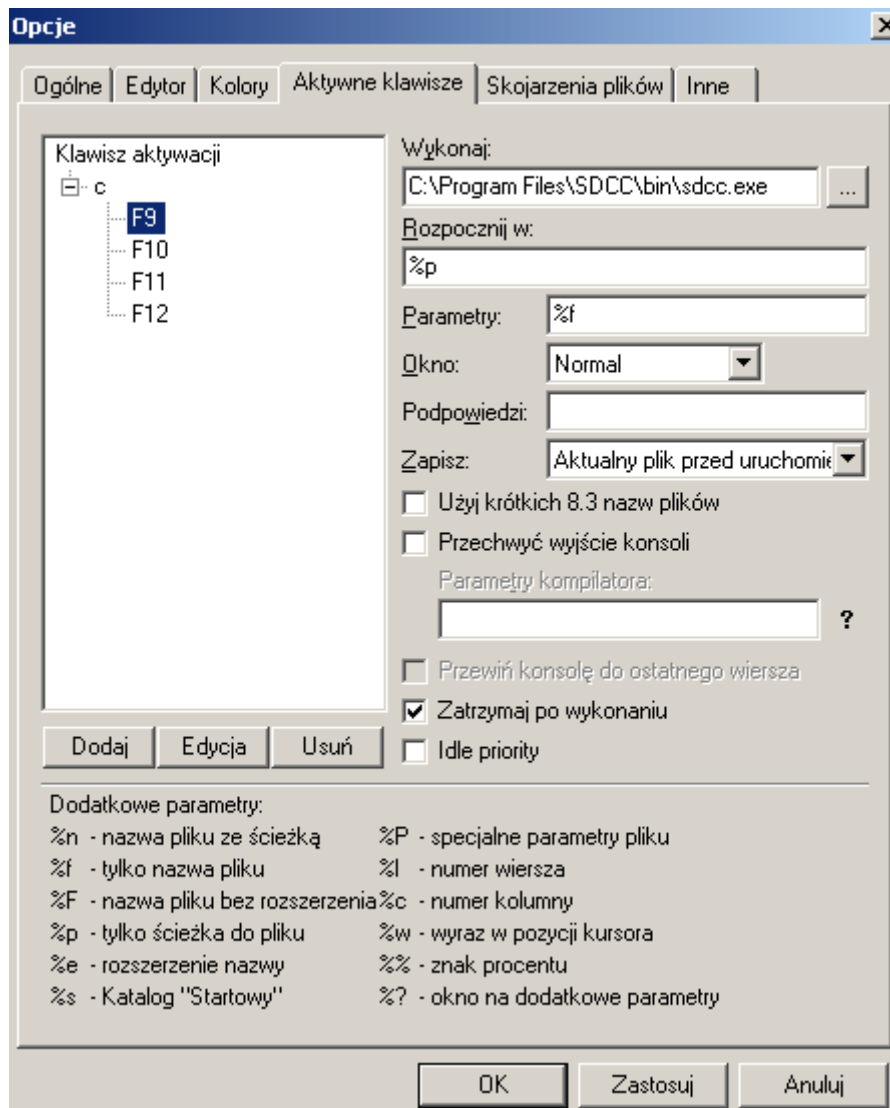 Opcje
Ogólne
Edytor
Kolory
Aktywne klawisze
Skojarzenia plików
Inne
Klawisz aktywacji
c
F9
F10
F11
F12
Dodaj
Edycja
Usuń
Wykonaj:
C:\Program Files\SDCC\bin\sdcc.exe
...
Rozpocznij w:
%p
Parametry:
%f
Okno:
Normal
Podpowiedzi:
Zapisz:
Aktualny plik przed uruchomie
Użyj krótkich 8.3 nazw plików
Przechwyć wyjście konsoli
Parametry kompilatora:
?
Przewiń konsolę do ostatnego wiersza
Zatrzymaj po wykonaniu
Idle priority
Dodatkowe parametry:
%n - nazwa pliku ze ścieżką
%f - tylko nazwa pliku
%F - nazwa pliku bez rozszerzenia
%p - tylko ścieżka do pliku
%e - rozszerzenie nazwy
%s - Katalog "Startowy"
%P - specjalne parametry pliku
%l - numer wiersza
%c - numer kolumny
%w - wyraz w pozycji kursora
%% - znak procentu
%? - okno na dodatkowe parametry
OK
Zastosuj
Anuluj